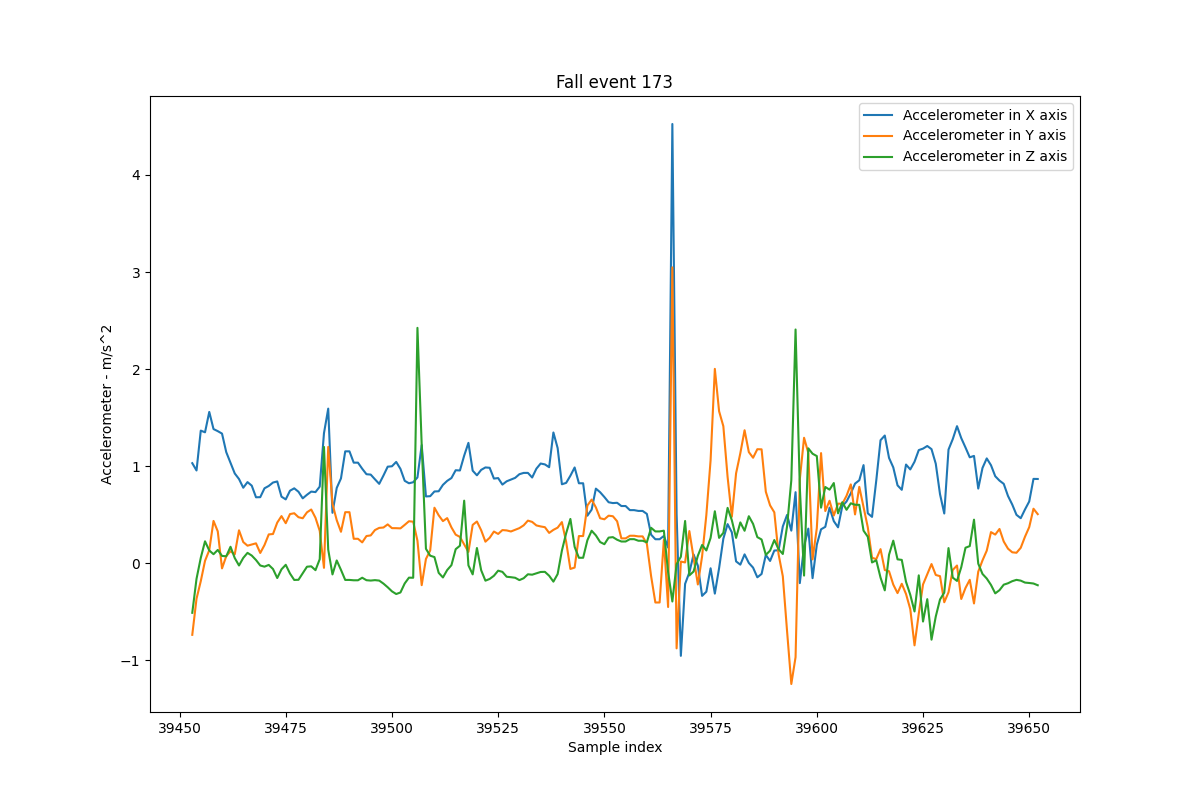 Fall event 173
Accelerometer in X axis
Accelerometer in Y axis
Accelerometer in Z axis
Accelerometer - m/s^2
4
3
2
1
0
−1
39450 39475 39500 39525 39550 39575 39600 39625 39650
Sample index